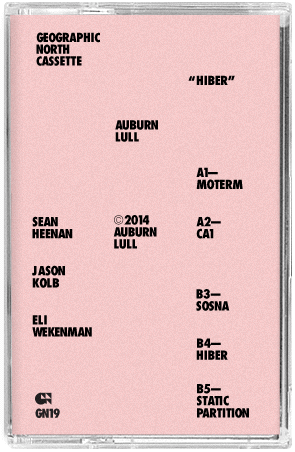 GEOGRAPHIC
NORTH
CASSETTE
“HIBER”
AUBURN
LULL
A1—
MOTERM
SEAN
HEENAN
©2014
AUBURN
LULL
A2—
CA1
JASON
KOLB
B3—
SOSNA
ELI
WEKENMAN
B4—
HIBER
B5—
STATIC
PARTITION
GN19